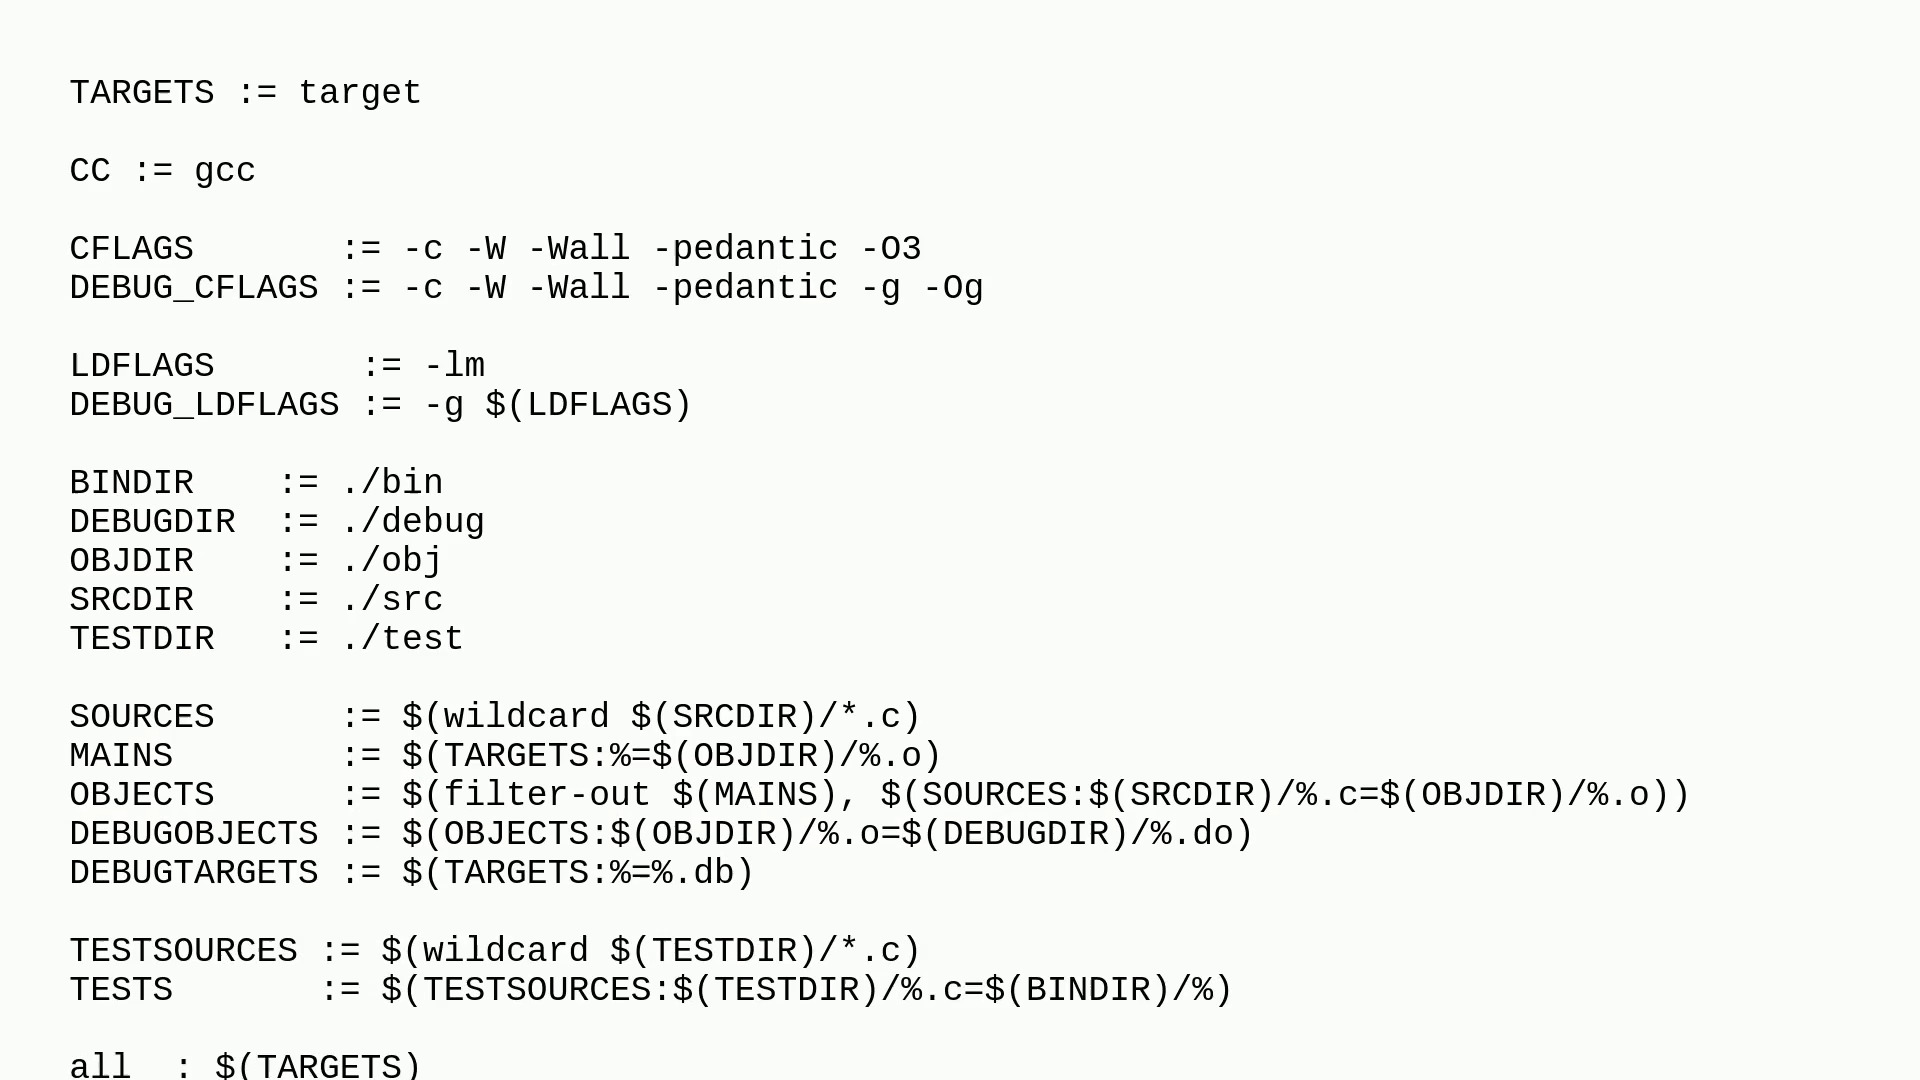 TARGETS := target
CC := gcc
CFLAGS       := -c -W -Wall -pedantic -O3
DEBUG_CFLAGS := -c -W -Wall -pedantic -g -Og
LDFLAGS       := -lm
DEBUG_LDFLAGS := -g $(LDFLAGS)
BINDIR    := ./bin
DEBUGDIR  := ./debug
OBJDIR    := ./obj
SRCDIR    := ./src
TESTDIR   := ./test
SOURCES      := $(wildcard $(SRCDIR)/*.c)
MAINS        := $(TARGETS:%=$(OBJDIR)/%.o)
OBJECTS      := $(filter-out $(MAINS), $(SOURCES:$(SRCDIR)/%.c=$(OBJDIR)/%.o))
DEBUGOBJECTS := $(OBJECTS:$(OBJDIR)/%.o=$(DEBUGDIR)/%.do)
DEBUGTARGETS := $(TARGETS:%=%.db)
TESTSOURCES := $(wildcard $(TESTDIR)/*.c)
TESTS       := $(TESTSOURCES:$(TESTDIR)/%.c=$(BINDIR)/%)
all  : $(TARGETS)